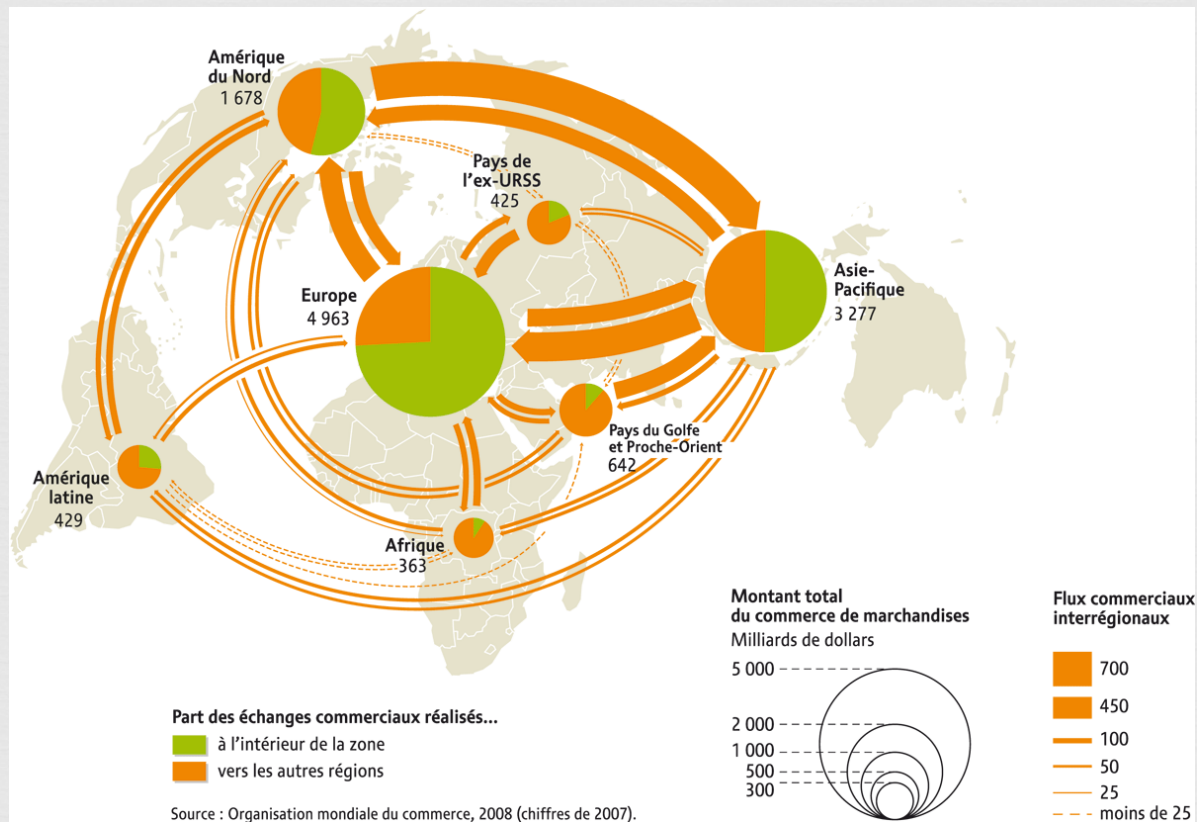 Amérique
du Nord
1 678
Pays de
l'ex-URSS
425
Europe
4 963
Asie-
Pacifique
3 277
Pays du Golfe
et Proche-Orient
642
Amérique
latine
429
Afrique
363
Part des échanges commerciaux réalisés...
à l'intérieur de la zone
vers les autres régions
Source : Organisation mondiale du commerce, 2008 (chiffres de 2007).
Montant total
du commerce de marchandises
Milliards de dollars
5 000
2 000
1 000
500
300
Flux commerciaux
interrégionaux
700
450
100
50
25
moins de 25